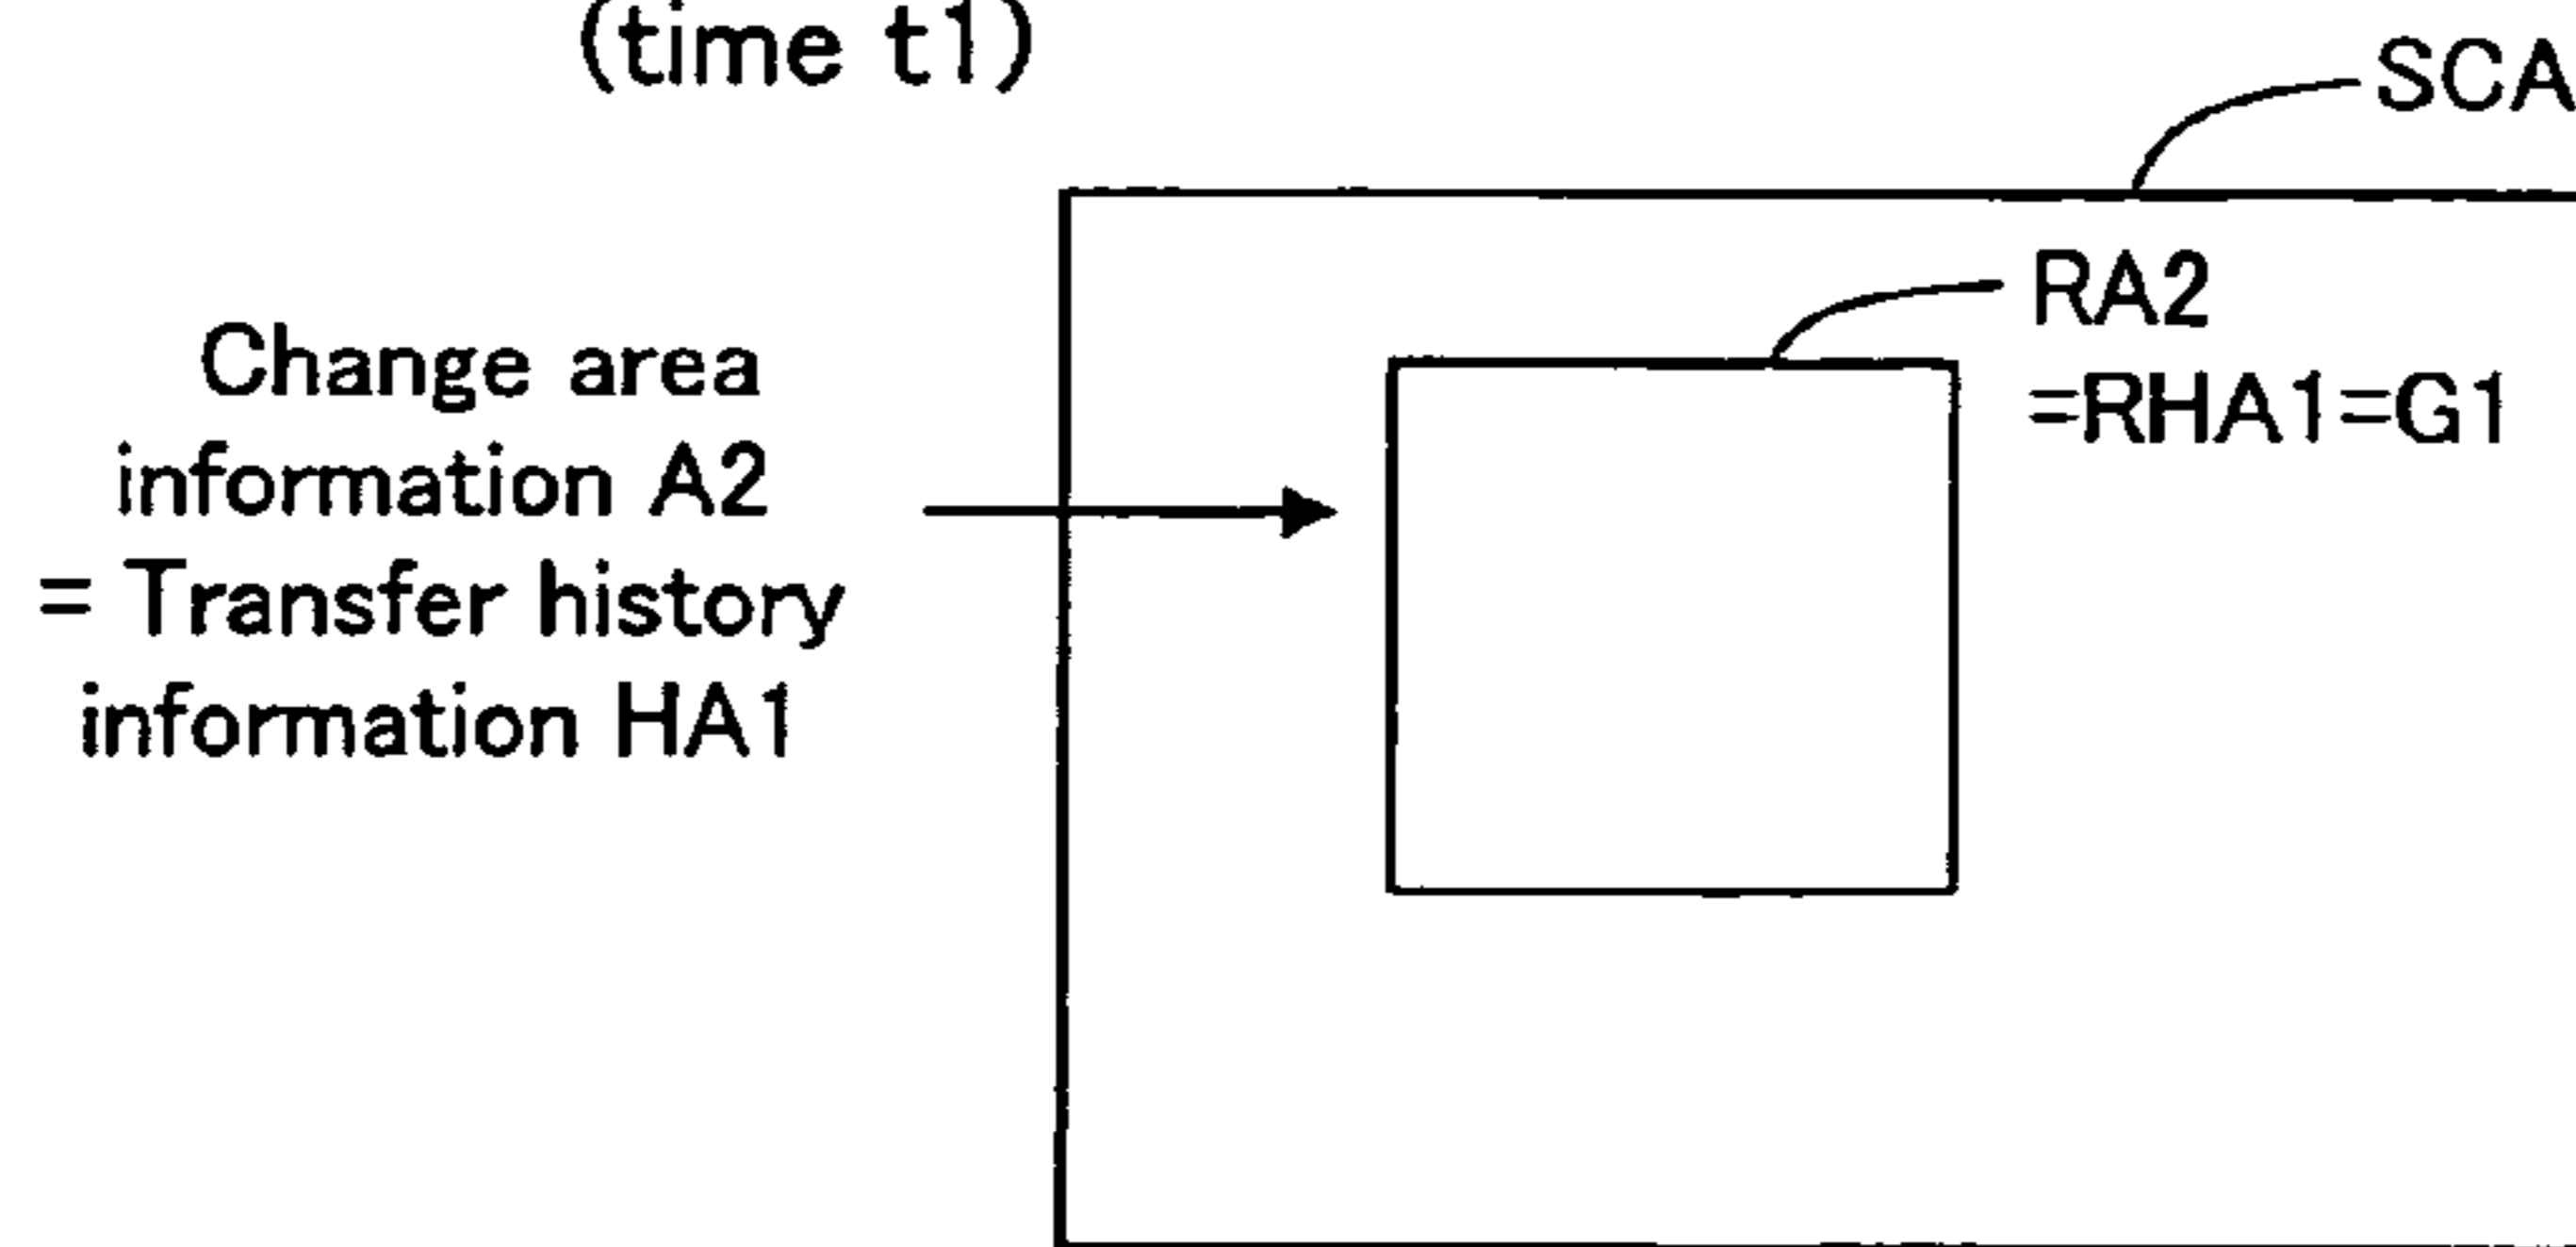 (time t1)
SCA
RA2
=RHA1=G1
Change area
information A2
= Transfer history
information HA1